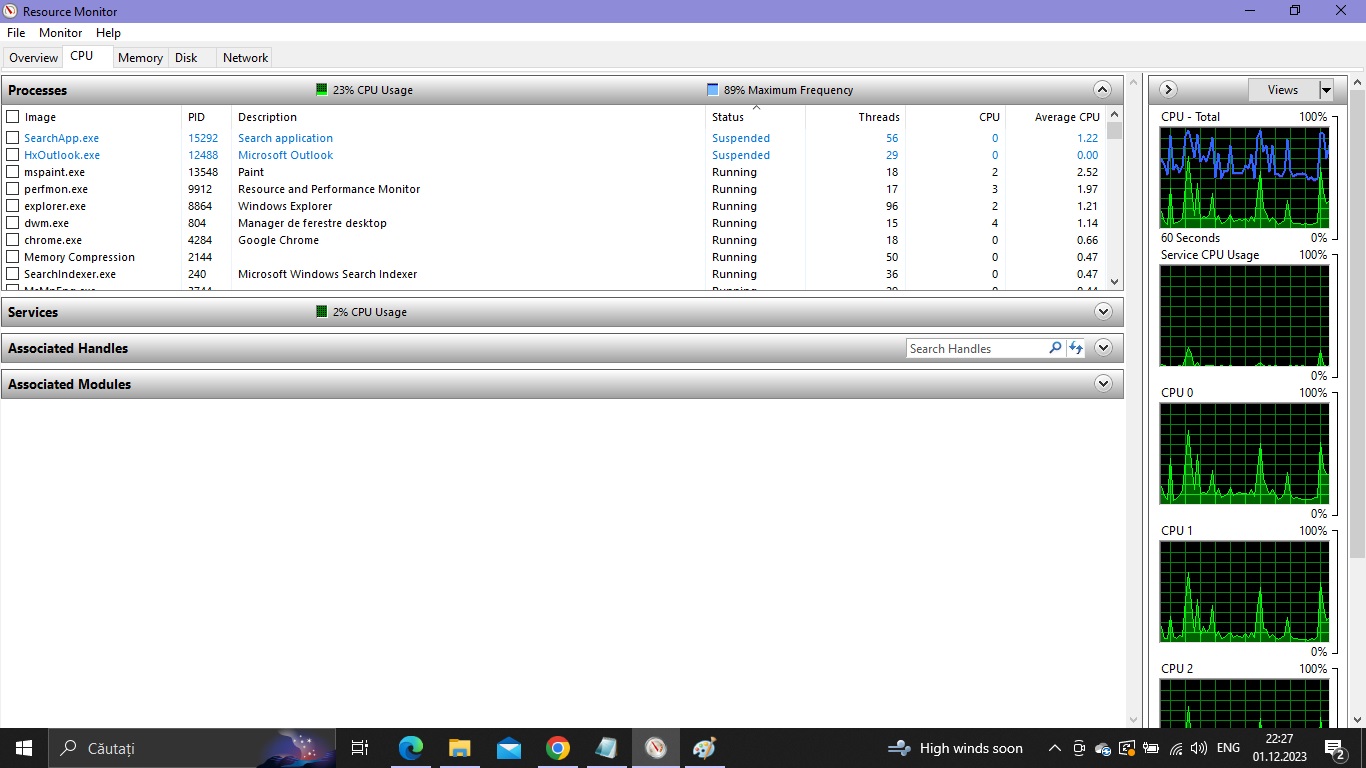 Resource Monitor
File Monitor Help
Overview CPU Memory Disk Network
Processes 23% CPU Usage 89% Maximum Frequency
Image PID Description Status Threads CPU Average CPU
SearchApp.exe 15292 Search application Suspended 56 0 1.22
HxOutlook.exe 12488 Microsoft Outlook Suspended 29 0 0.00
mspaint.exe 13548 Paint Running 18 2 2.52
perfmon.exe 9912 Resource and Performance Monitor Running 17 3 1.97
explorer.exe 8864 Windows Explorer Running 96 2 1.21
dwm.exe 804 Manager de ferestre desktop Running 15 4 1.14
chrome.exe 4284 Google Chrome Running 18 0 0.66
Memory Compression 2144 Running 50 0 0.47
SearchIndexer.exe 240 Microsoft Windows Search Indexer Running 36 0 0.47
Services 2% CPU Usage
Associated Handles Search Handles
Associated Modules
Views
CPU - Total 100%
60 Seconds 0%
Service CPU Usage 100%
0%
CPU 0 100%
0%
CPU 1 100%
0%
CPU 2 100%
Căutați
High winds soon
ENG
22:27
01.12.2023
2